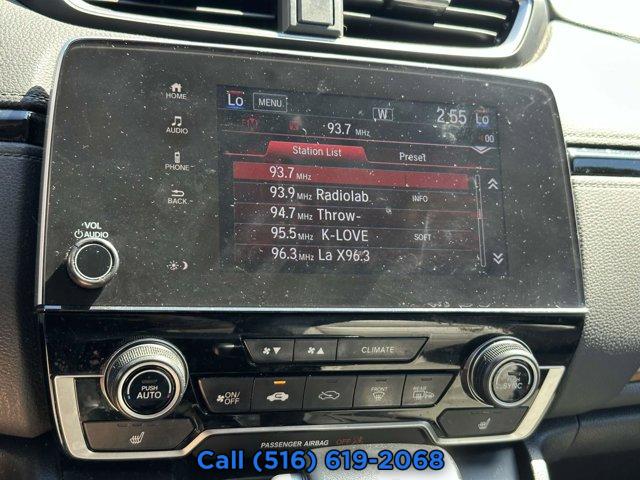 HOME
AUDIO
PHONE
BACK
VOL
AUDIO
Lo MENU W 2:55 Lo
93.7 MHz 00
Station List Preset
93.7 MHz
93.9 MHz Radiolab INFO
94.7 MHz Throw-
95.5 MHz K-LOVE SOFT
96.3 MHz La X96.3
CLIMATE
PUSH AUTO
ON/OFF
FRONT
REAR
SYNC
PASSENGER AIRBAG OFF
Call (516) 619-2068